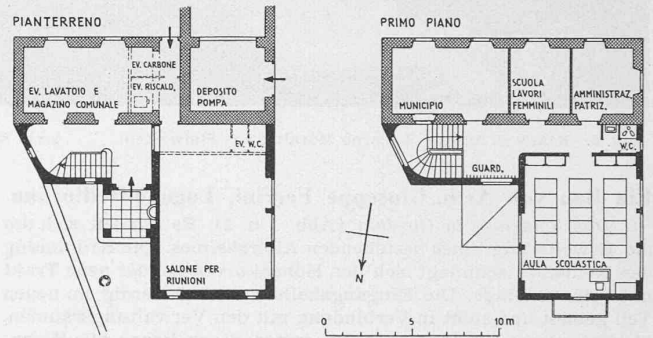 PIANTERRENO
EV. CARBONE
EV. RISCALD.
EV. LAVATOIO E
MAGAZINO COMUNALE
DEPOSITO
POMPA
EV. W.C.
SALONE PER
RIUNIONI
PRIMO PIANO
MUNICIPIO
SCUOLA
LAVORI
FEMMINILI
AMMINISTRAZ.
PATRIZ.
W.C.
GUARD.
AULA SCOLASTICA
N
0 5 10 m